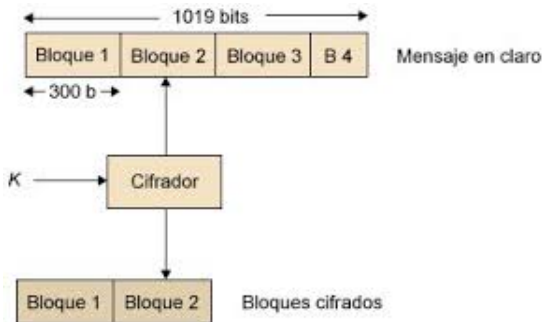 1019 bits
Bloque 1 Bloque 2 Bloque 3 B 4 Mensaje en claro
300 b
K Cifrador
Bloque 1 Bloque 2 Bloques cifrados